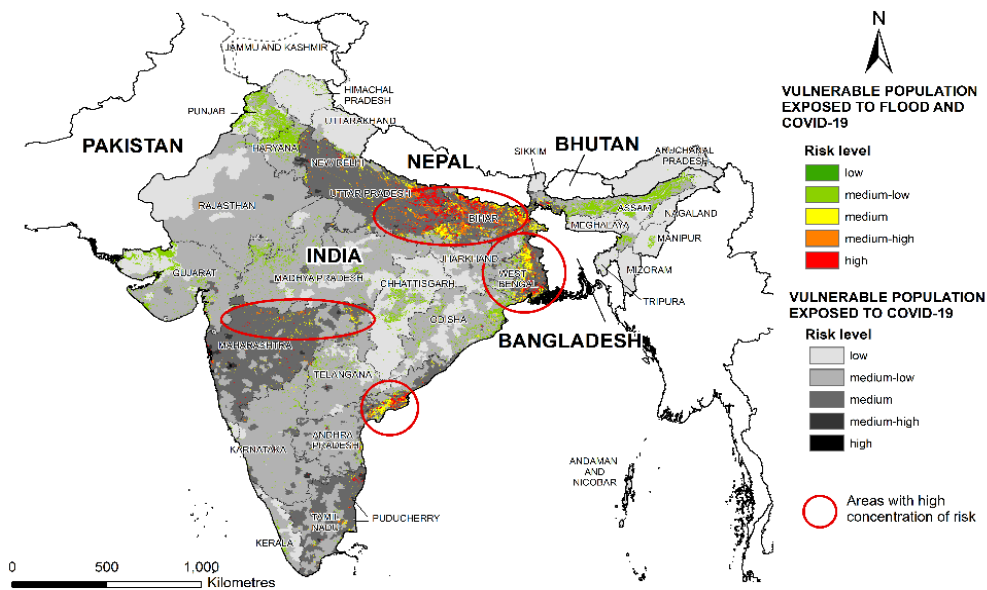 N
JAMMU AND KASHMIR
HIMACHAL
PRADESH
PUNJAB
UTTARAKHAND
PAKISTAN
HARYANA
NEW DELHI
NEPAL
BHUTAN
SIKKIM
ARUCHANAL
PRADESH
UTTAR PRADESH
RAJASTHAN
BIHAR
ASSAM
NAGALAND
MEGHALAYA
MANIPUR
INDIA
JHARKHAND
GUJARAT
MADHYA PRADESH
WEST
BENGAL
MIZORAM
CHHATTISGARH
TRIPURA
ODISHA
BANGLADESH
MAHARASHTRA
TELANGANA
ANDHRA
PRADESH
KARNATAKA
ANDAMAN
AND
NICOBAR
PUDUCHERRY
TAMIL
NADU
KERALA
0 500 1,000
Kilometres
VULNERABLE POPULATION
EXPOSED TO FLOOD AND
COVID-19
Risk level
low
medium-low
medium
medium-high
high
VULNERABLE POPULATION
EXPOSED TO COVID-19
Risk level
low
medium-low
medium
medium-high
high
Areas with high
concentration of risk